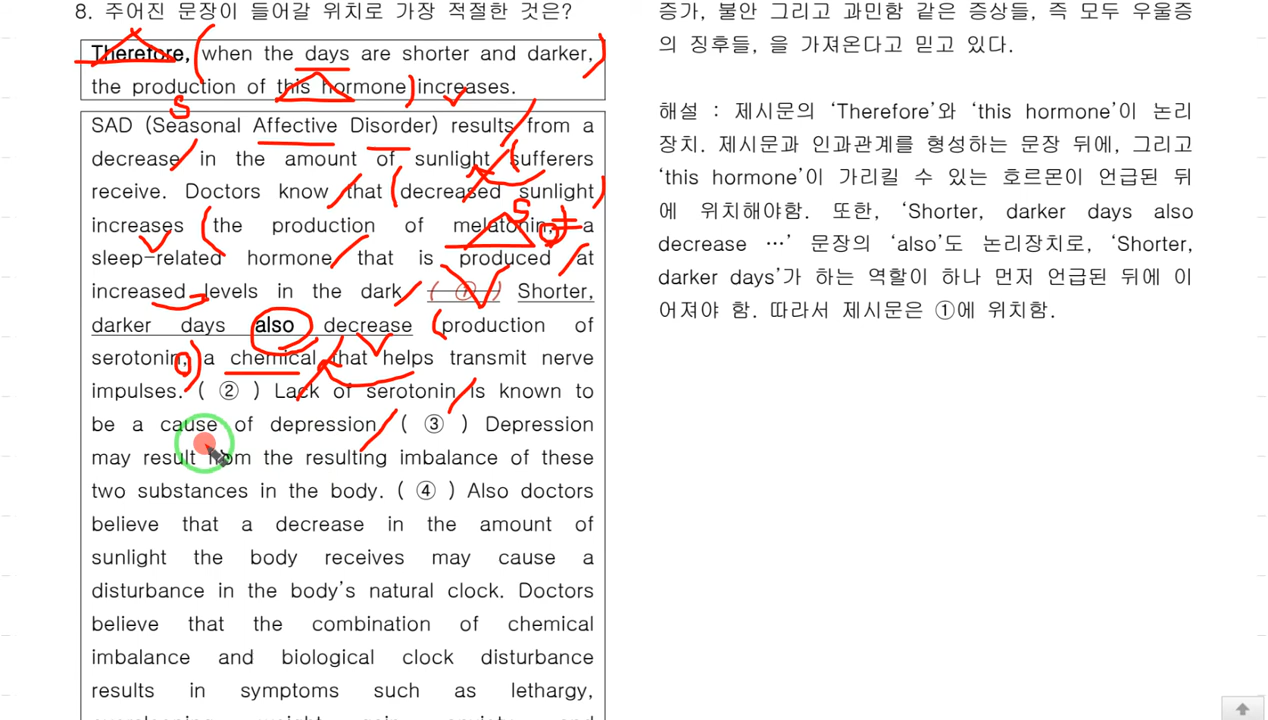 8. 주어진 문장이 들어갈 위치로 가장 적절한 것은?
Therefore, when the days are shorter and darker,
the production of this hormone increases.
SAD (Seasonal Affective Disorder) results from a
decrease in the amount of sunlight sufferers
receive. Doctors know that decreased sunlight
increases the production of melatonin, a
sleep-related hormone that is produced at
increased levels in the dark. ( ① ) Shorter,
darker days also decrease production of
serotonin, a chemical that helps transmit nerve
impulses. ( ② ) Lack of serotonin is known to
be a cause of depression. ( ③ ) Depression
may result from the resulting imbalance of these
two substances in the body. ( ④ ) Also doctors
believe that a decrease in the amount of
sunlight the body receives may cause a
disturbance in the body's natural clock. Doctors
believe that the combination of chemical
imbalance and biological clock disturbance
results in symptoms such as lethargy,
증가, 불안 그리고 과민함 같은 증상들, 즉 모두 우울증
의 징후들, 을 가져온다고 믿고 있다.
해설 : 제시문의 'Therefore'와 'this hormone'이 논리
장치. 제시문과 인과관계를 형성하는 문장 뒤에, 그리고
'this hormone'이 가리킬 수 있는 호르몬이 언급된 뒤
에 위치해야함. 또한, 'Shorter, darker days also
decrease …' 문장의 'also'도 논리장치로, 'Shorter,
darker days'가 하는 역할이 하나 먼저 언급된 뒤에 이
어져야 함. 따라서 제시문은 ①에 위치함.